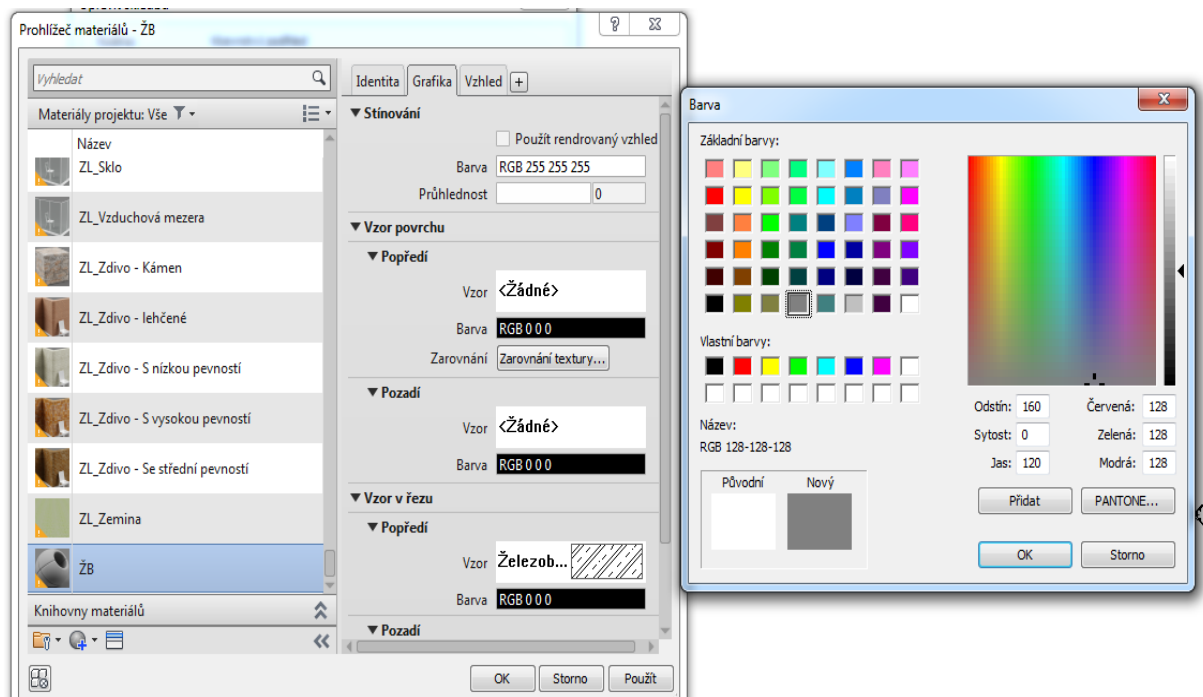 Prohlížeč materiálů - ŽB
Vyhledat
Materiály projektu: Vše
Název
ZL_Sklo
ZL_Vzduchová mezera
ZL_Zdivo - Kámen
ZL_Zdivo - lehčené
ZL_Zdivo - S nízkou pevností
ZL_Zdivo - S vysokou pevností
ZL_Zdivo - Se střední pevností
ZL_Zemina
ŽB
Knihovny materiálů
Identita Grafika Vzhled +
Stínování
Použít rendrovaný vzhled
Barva RGB 255 255 255
Průhlednost 0
Vzor povrchu
Popředí
Vzor <Žádné>
Barva RGB 0 0 0
Zarovnání Zarovnání textury...
Pozadí
Vzor <Žádné>
Barva RGB 0 0 0
Vzor v řezu
Popředí
Vzor Železob...
Barva RGB 0 0 0
Pozadí
OK Storno Použít
Barva
Základní barvy:
Vlastní barvy:
Název:
RGB 128-128-128
Původní Nový
Odstín: 160 Červená: 128
Sytost: 0 Zelená: 128
Jas: 120 Modrá: 128
Přidat PANTONE...
OK Storno